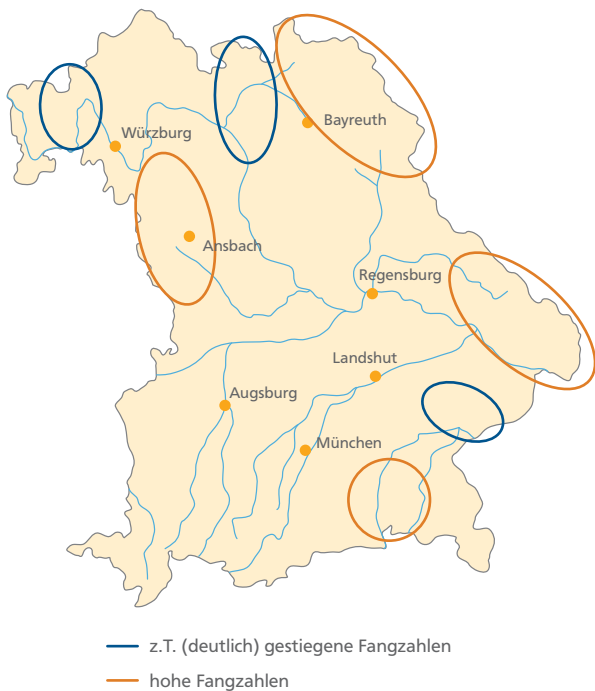 Bayreuth
Würzburg
Ansbach
Regensburg
Landshut
Augsburg
München
z.T. (deutlich) gestiegene Fangzahlen
hohe Fangzahlen